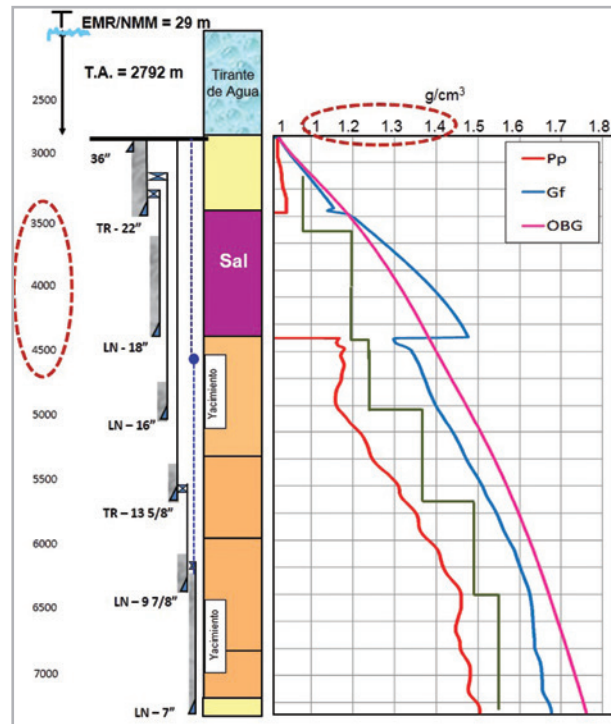 EMR/NMM = 29 m
T.A. = 2792 m
Tirante
de Agua
g/cm³
1 1.1 1.2 1.3 1.4 1.5 1.6 1.7 1.8
2500
3000
3500
4000
4500
5000
5500
6000
6500
7000
36"
TR - 22"
LN - 18"
LN – 16"
TR – 13 5/8"
LN – 9 7/8"
LN – 7"
Sal
Yacimiento
Yacimiento
Pp
Gf
OBG